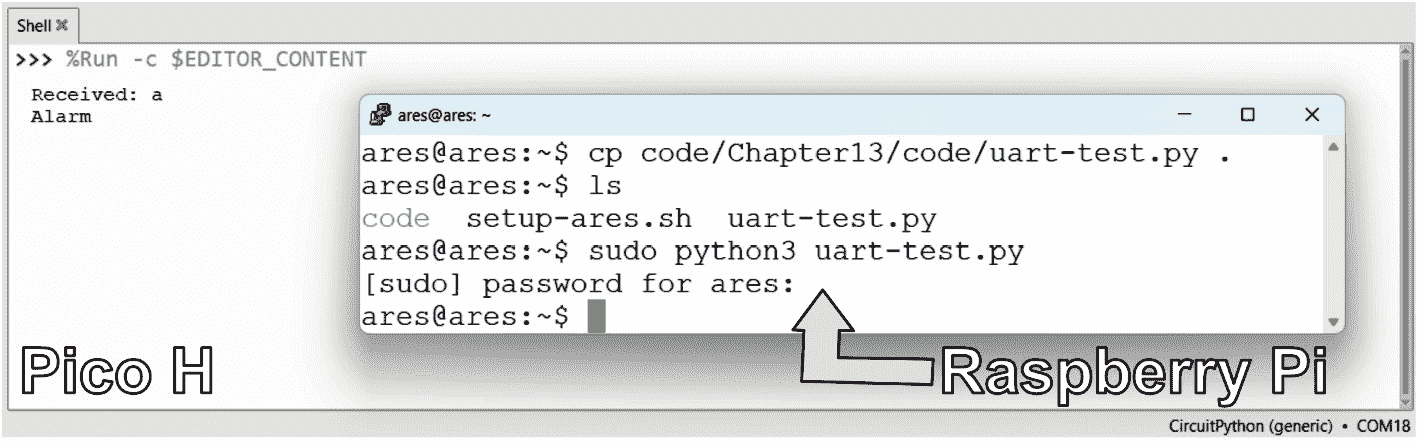 Shell
>>> %Run -c $EDITOR_CONTENT
Received: a
Alarm
ares@ares: ~
ares@ares:~$ cp code/Chapter13/code/uart-test.py .
ares@ares:~$ ls
code setup-ares.sh uart-test.py
ares@ares:~$ sudo python3 uart-test.py
[sudo] password for ares:
ares@ares:~$
Pico H
Raspberry Pi
CircuitPython (generic) • COM18